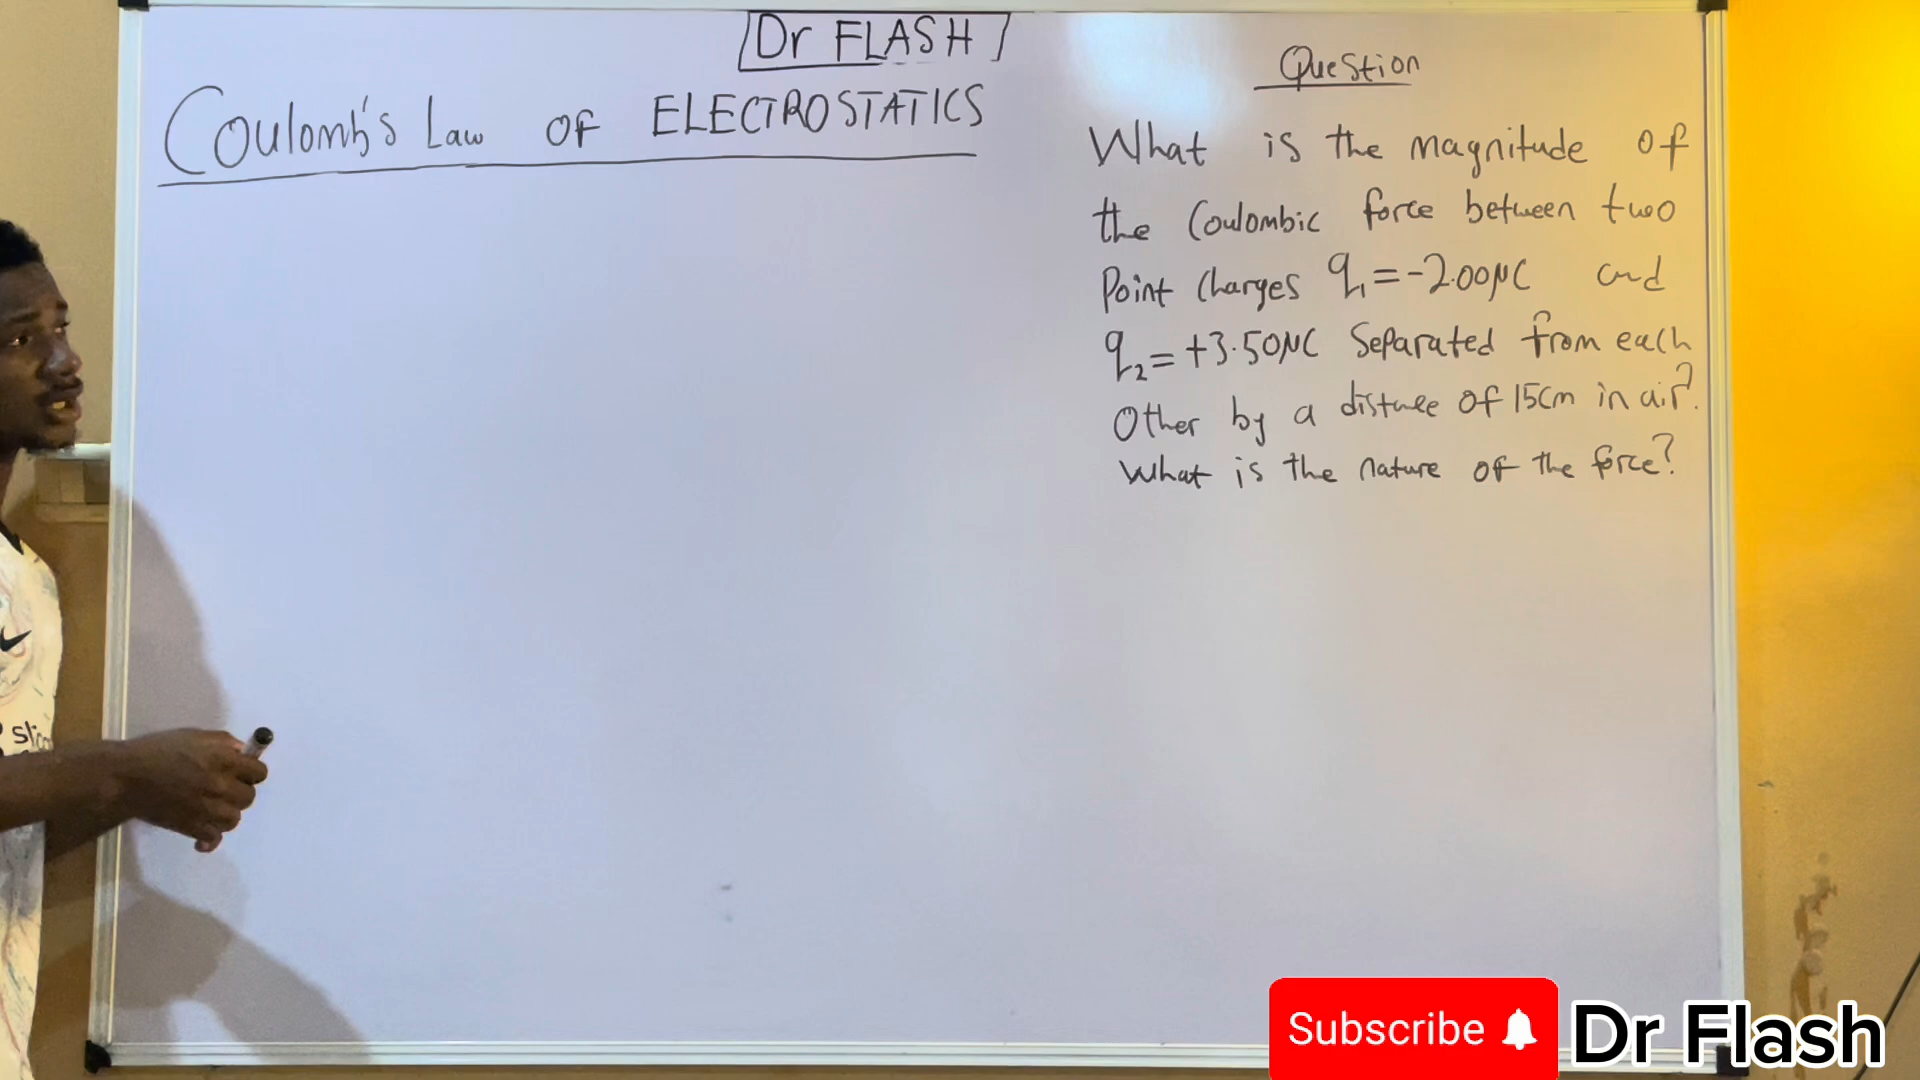 Dr FLASH
Coulomb's Law OF ELECTROSTATICS
Question
What is the magnitude of
the Coulombic force between two
Point Charges q₁ = -2.00μC and
q₂ = +3.50μC Separated from each
Other by a distance of 15cm in air?
What is the nature of the force?
Subscribe
Dr Flash